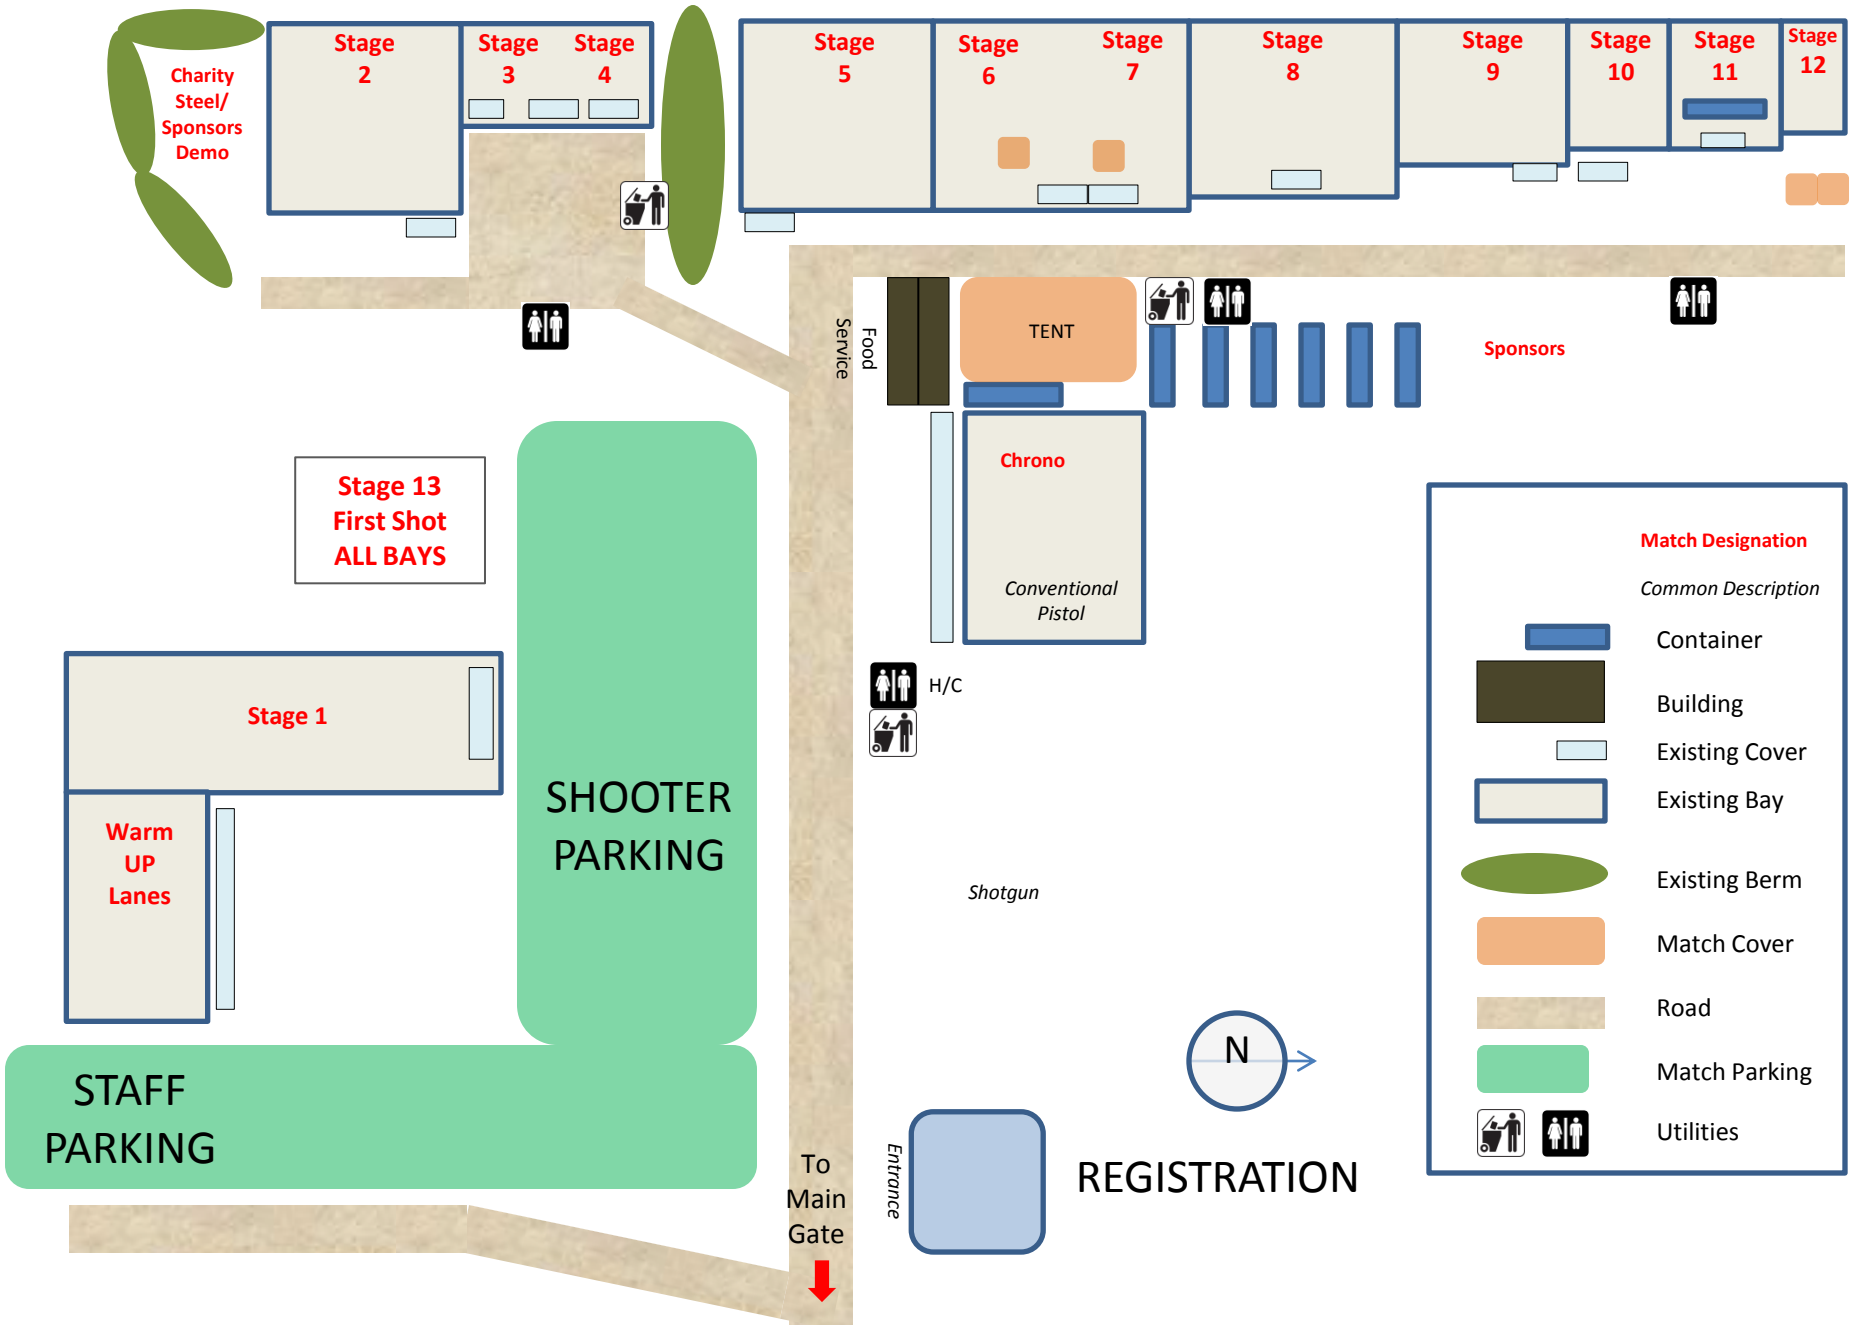 Stage
2
Stage
3
Stage
4
Stage
5
Stage
6
Stage
7
Stage
8
Stage
9
Stage
10
Stage
11
Stage
12
Charity
Steel/
Sponsors
Demo
Food
Service
TENT
Sponsors
Stage 13
First Shot
ALL BAYS
Chrono
Conventional
Pistol
H/C
Stage 1
Warm
UP
Lanes
SHOOTER
PARKING
Shotgun
N
STAFF
PARKING
To
Main
Gate
Entrance
REGISTRATION
Match Designation
Common Description
Container
Building
Existing Cover
Existing Bay
Existing Berm
Match Cover
Road
Match Parking
Utilities